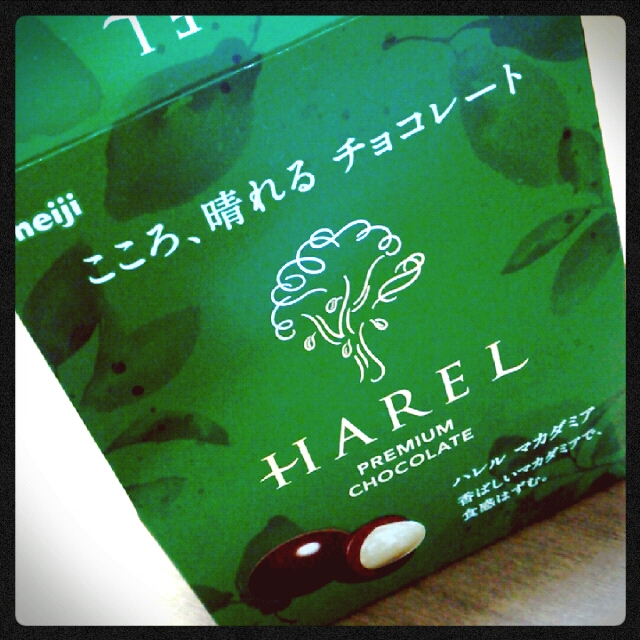 EL
meiji
こころ、晴れる チョコレート
HAREL
PREMIUM
CHOCOLATE
ハレル マカダミア
香ばしいマカダミアで、
食感はずむ。